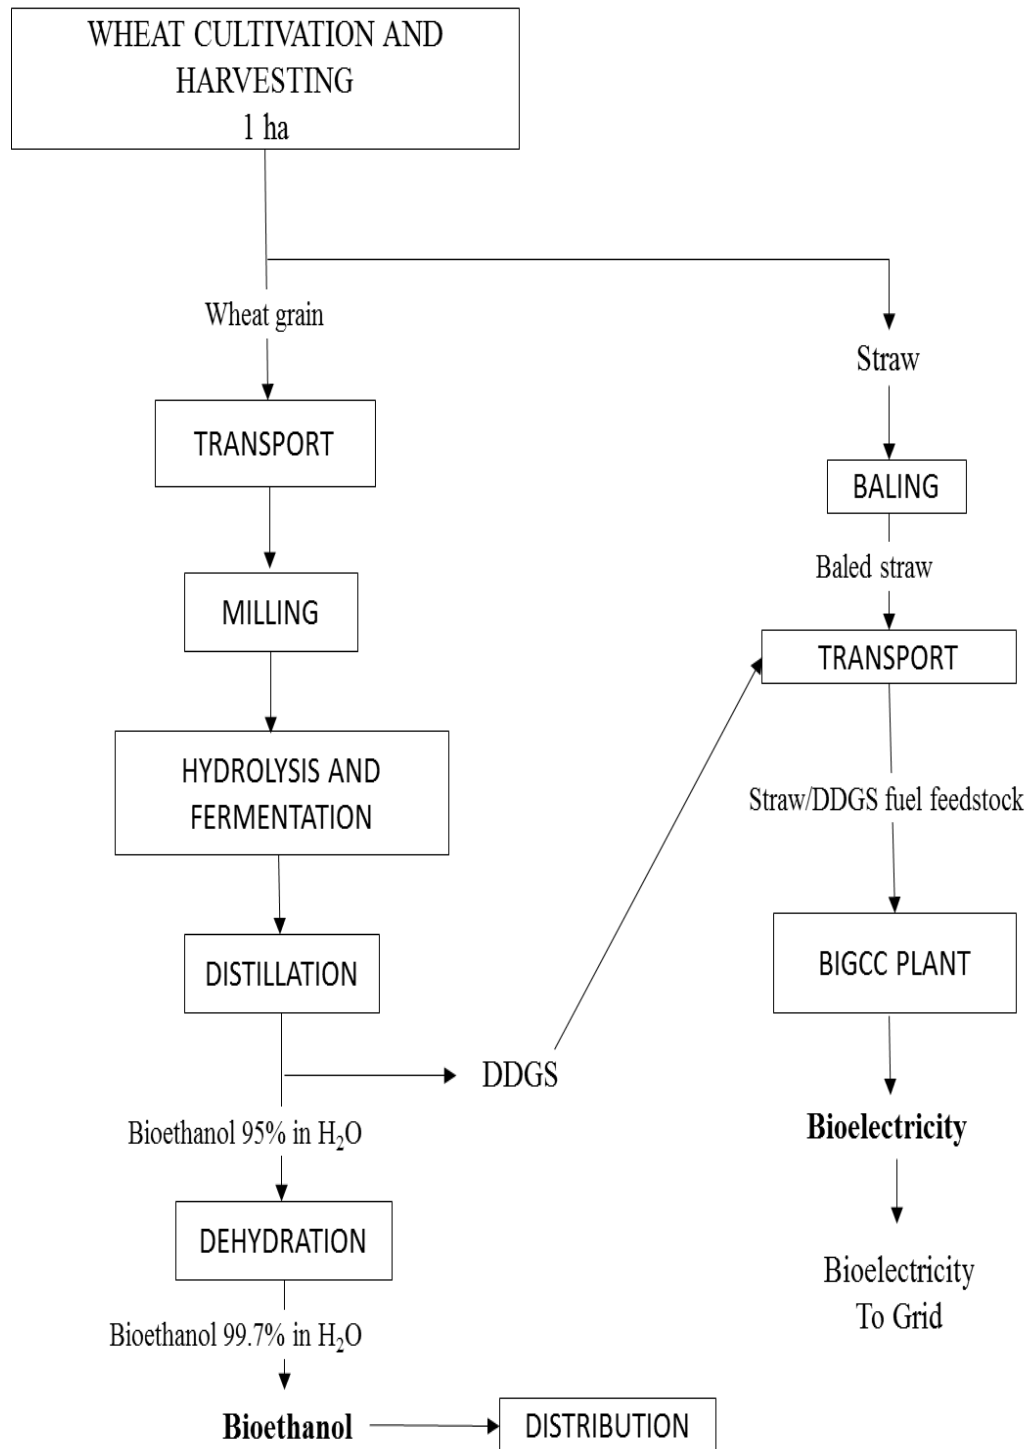 WHEAT CULTIVATION AND
HARVESTING
1 ha
Wheat grain
Straw
TRANSPORT
BALING
Baled straw
MILLING
TRANSPORT
HYDROLYSIS AND
FERMENTATION
Straw/DDGS fuel feedstock
DISTILLATION
BIGCC PLANT
DDGS
Bioethanol 95% in H₂O
Bioelectricity
DEHYDRATION
Bioelectricity
To Grid
Bioethanol 99.7% in H₂O
Bioethanol
DISTRIBUTION